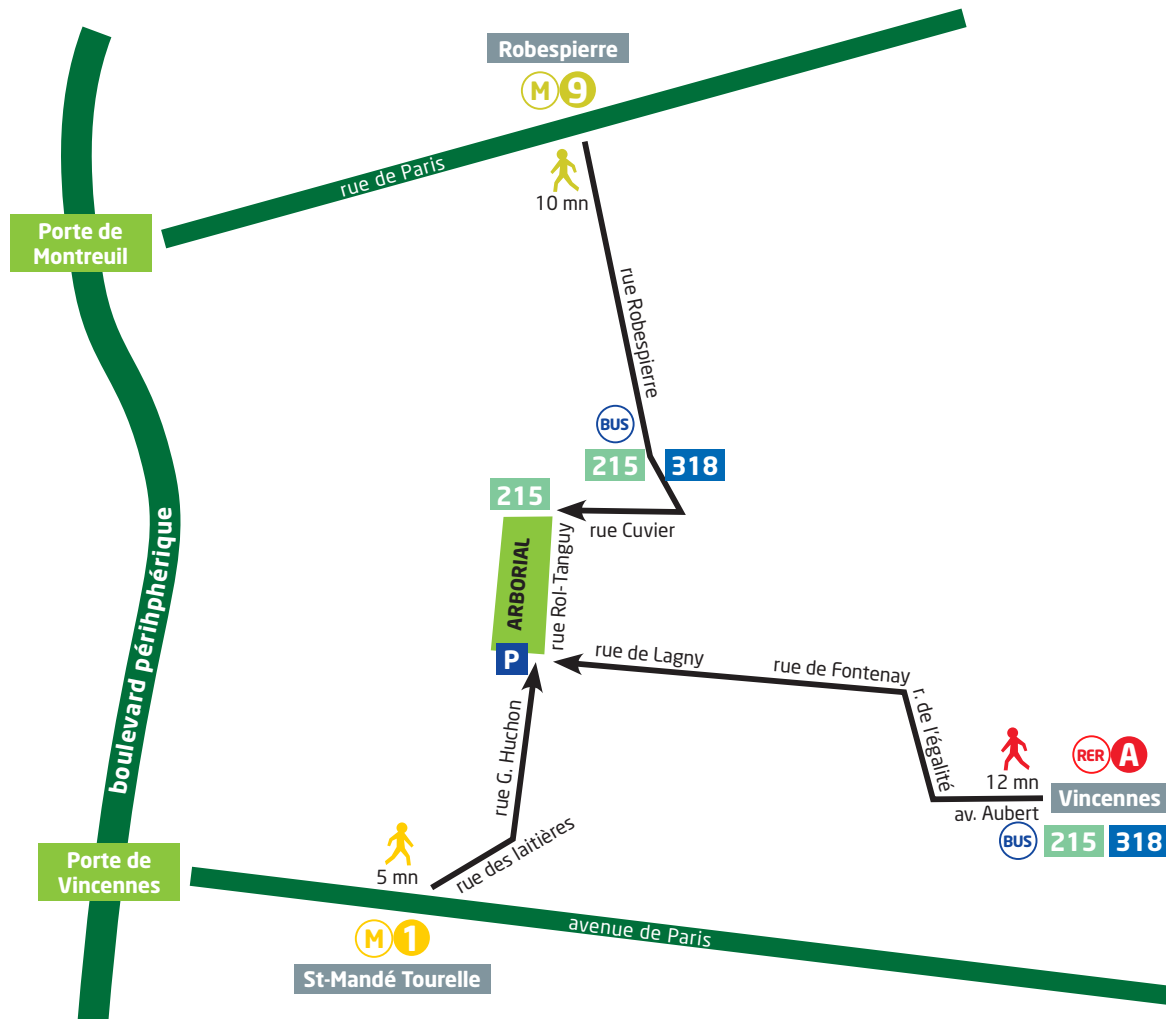 Robespierre
M 9
rue de Paris
10 mn
Porte de
Montreuil
rue Robespierre
BUS
215
318
215
rue Cuvier
ARBORIAL
rue Rol-Tanguy
boulevard périhphérique
P
rue de Lagny
rue de Fontenay
r. de l'égalité
rue G. Huchon
RER A
12 mn
Vincennes
av. Aubert
BUS 215 318
rue des laitières
Porte de
Vincennes
5 mn
avenue de Paris
M 1
St-Mandé Tourelle